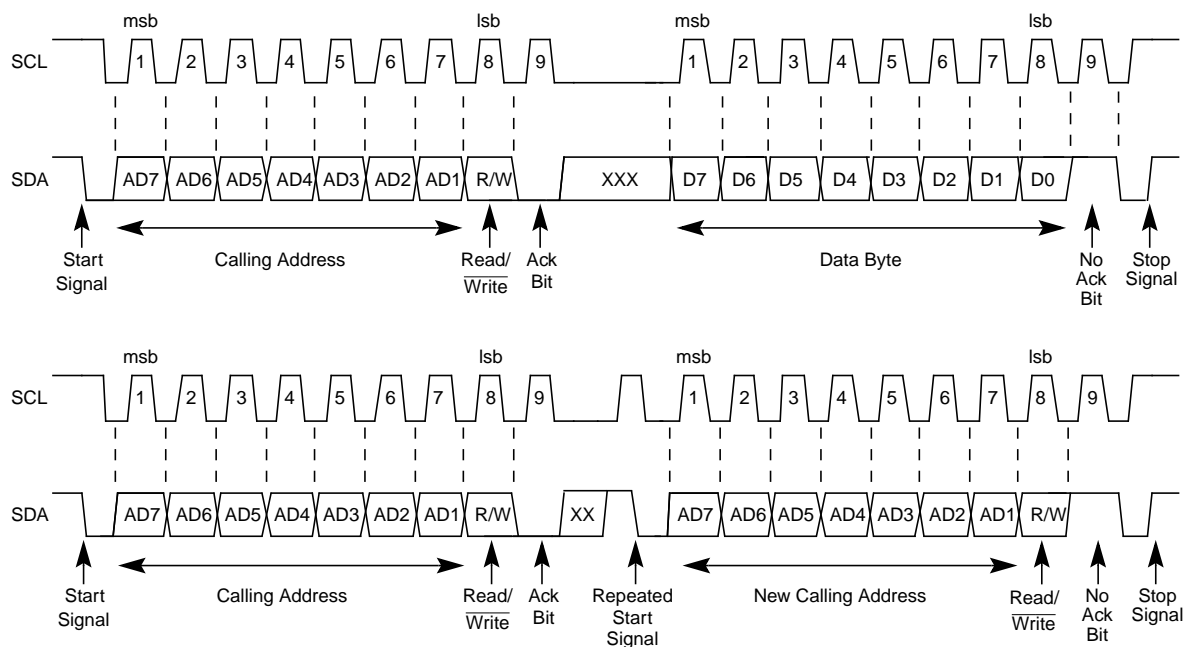 msb lsb msb lsb
SCL 1 2 3 4 5 6 7 8 9 1 2 3 4 5 6 7 8 9
SDA AD7 AD6 AD5 AD4 AD3 AD2 AD1 R/W XXX D7 D6 D5 D4 D3 D2 D1 D0
Start Calling Address Read/ Ack Data Byte No Stop
Signal Write Bit Ack Signal
Bit
msb lsb msb lsb
SCL 1 2 3 4 5 6 7 8 9 1 2 3 4 5 6 7 8 9
SDA AD7 AD6 AD5 AD4 AD3 AD2 AD1 R/W XX AD7 AD6 AD5 AD4 AD3 AD2 AD1 R/W
Start Calling Address Read/ Ack Repeated New Calling Address Read/ No Stop
Signal Write Bit Start Write Ack Signal
Signal Bit